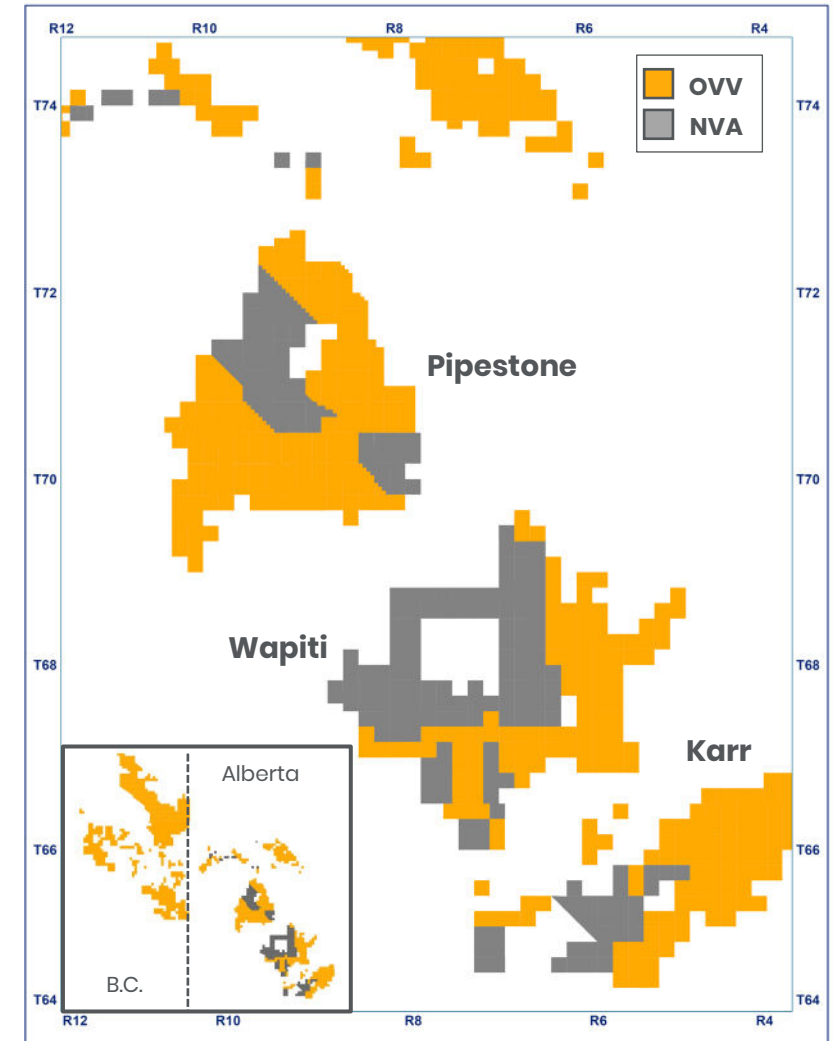 R12 R10 R8 R6 R4
OVV
NVA
T74 T74
T72 T72
Pipestone
T70 T70
Wapiti
T68 T68
Karr
Alberta
T66 T66
B.C.
T64 T64
R12 R10 R8 R6 R4